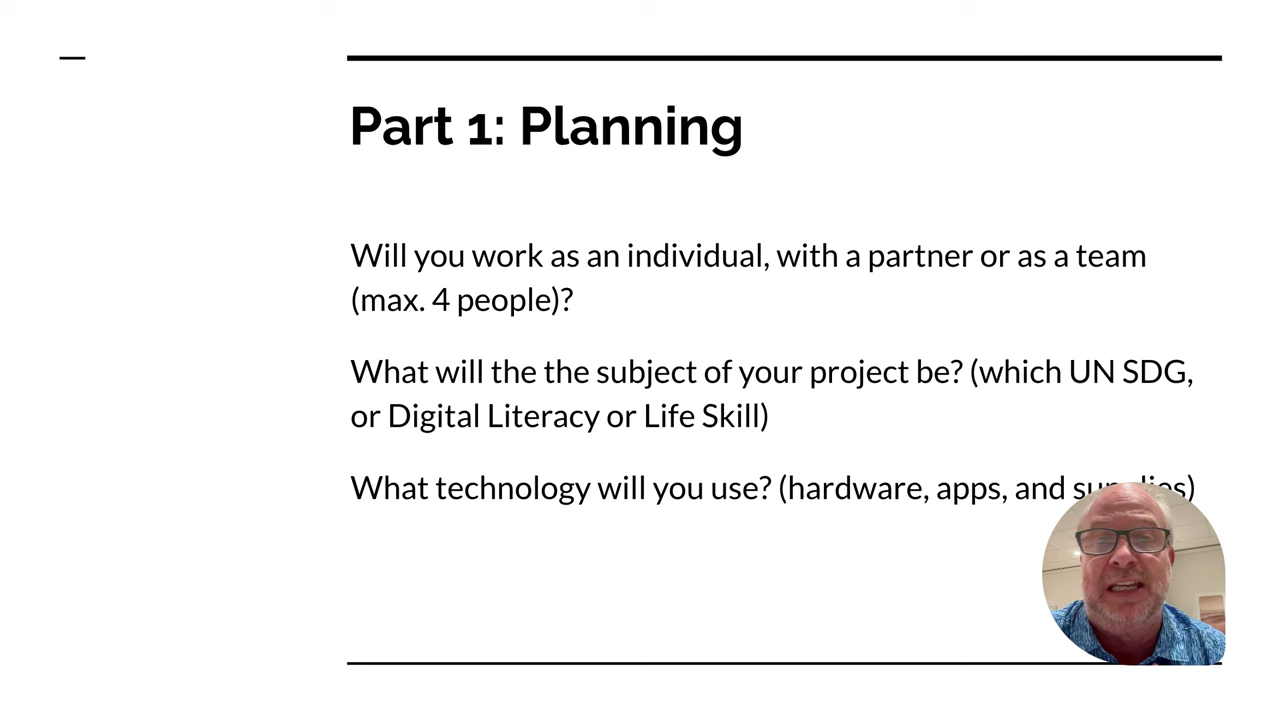 Part 1: Planning
Will you work as an individual, with a partner or as a team
(max. 4 people)?
What will the the subject of your project be? (which UN SDG,
or Digital Literacy or Life Skill)
What technology will you use? (hardware, apps, and supplies)